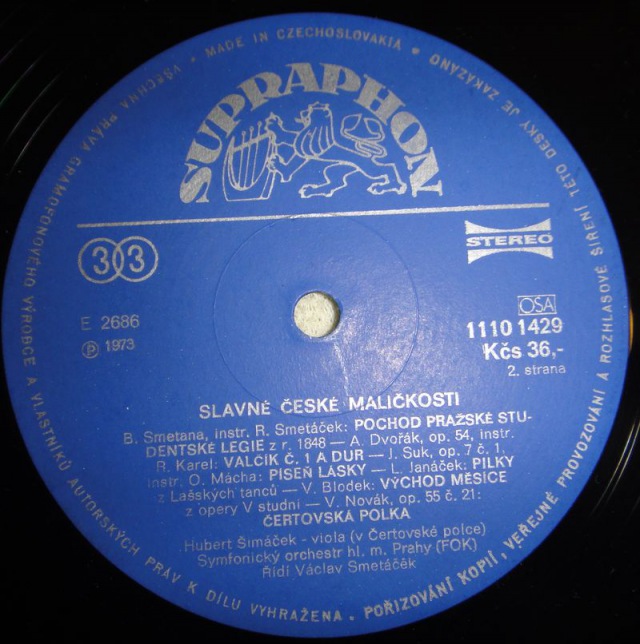 VŠECHNA PRÁVA GRAMOFONOVÉHO VÝROBCE A VLASTNÍKŮ AUTORSKÝCH PRÁV K DÍLU VYHRAŽENA. POŘIZOVÁNÍ KOPIÍ, VEŘEJNÉ PROVOZOVÁNÍ A ROZHLASOVÉ ŠÍŘENÍ TÉTO DESKY JE ZAKÁZÁNO
• MADE IN CZECHOSLOVAKIA •
SUPRAPHON
33
STEREO
E 2686
Ⓟ 1973
OSA
1110 1429
Kčs 36,-
2. strana
SLAVNÉ ČESKÉ MALIČKOSTI
B. Smetana, instr. R. Smetáček: POCHOD PRAŽSKÉ STU-
DENTSKÉ LEGIE z r. 1848 — A. Dvořák, op. 54, instr.
R. Karel: VALČÍK Č. 1 A DUR — J. Suk, op. 7 č. 1,
instr. O. Mácha: PÍSEŇ LÁSKY — L. Janáček: PILKY
z Lašských tanců — V. Blodek: VÝCHOD MĚSÍCE
z opery V studni — V. Novák, op. 55 č. 21:
ČERTOVSKÁ POLKA
Hubert Šimáček - viola (v Čertovské polce)
Symfonický orchestr hl. m. Prahy (FOK)
Řídí Václav Smetáček